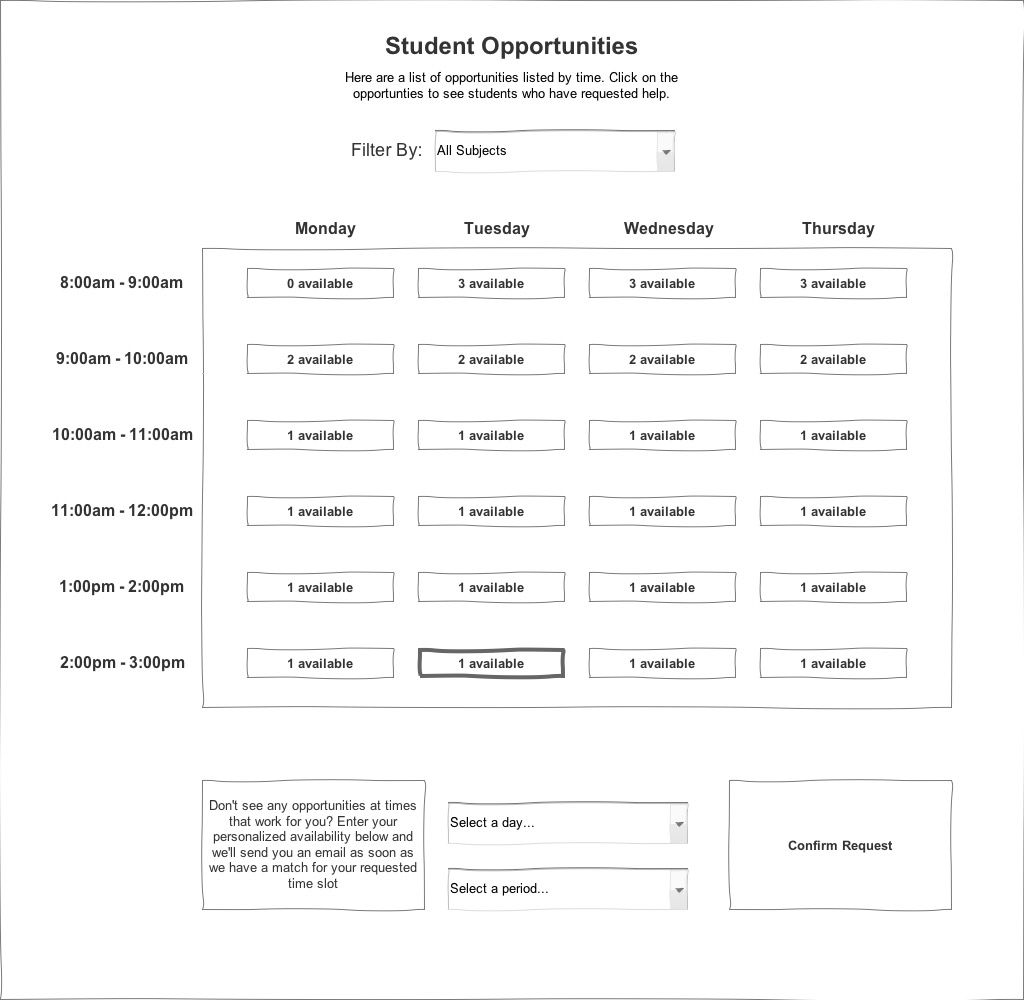 Student Opportunities
Here are a list of opportunities listed by time. Click on the
opportunties to see students who have requested help.
Filter By: All Subjects
Monday Tuesday Wednesday Thursday
8:00am - 9:00am 0 available 3 available 3 available 3 available
9:00am - 10:00am 2 available 2 available 2 available 2 available
10:00am - 11:00am 1 available 1 available 1 available 1 available
11:00am - 12:00pm 1 available 1 available 1 available 1 available
1:00pm - 2:00pm 1 available 1 available 1 available 1 available
2:00pm - 3:00pm 1 available 1 available 1 available 1 available
Don't see any opportunities at times
that work for you? Enter your
personalized availability below and
we'll send you an email as soon as
we have a match for your requested
time slot
Select a day...
Select a period...
Confirm Request